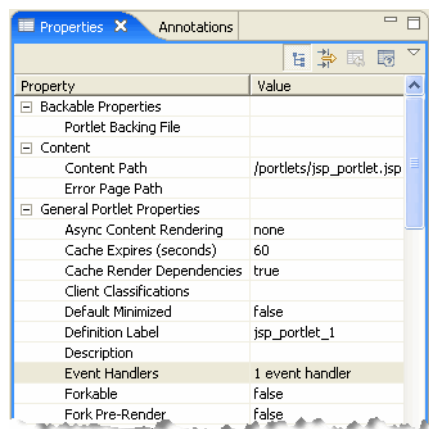 Properties Annotations
Property Value
Backable Properties
Portlet Backing File
Content
Content Path /portlets/jsp_portlet.jsp
Error Page Path
General Portlet Properties
Async Content Rendering none
Cache Expires (seconds) 60
Cache Render Dependencies true
Client Classifications
Default Minimized false
Definition Label jsp_portlet_1
Description
Event Handlers 1 event handler
Forkable false
Fork Pre-Render false